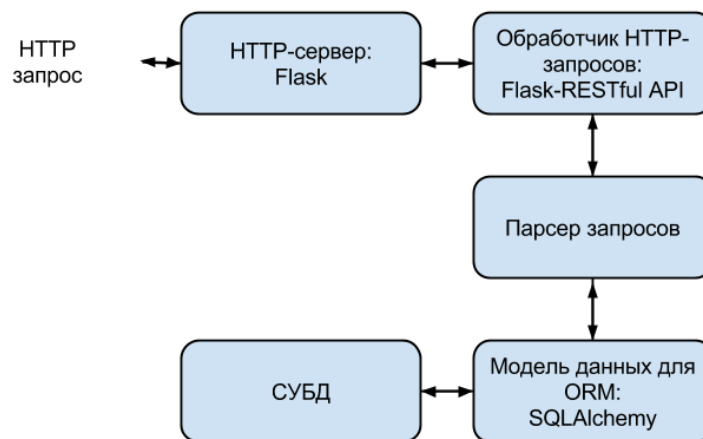 HTTP
запрос
HTTP-сервер:
Flask
Обработчик HTTP-
запросов:
Flask-RESTful API
Парсер запросов
СУБД
Модель данных для
ORM:
SQLAlchemy